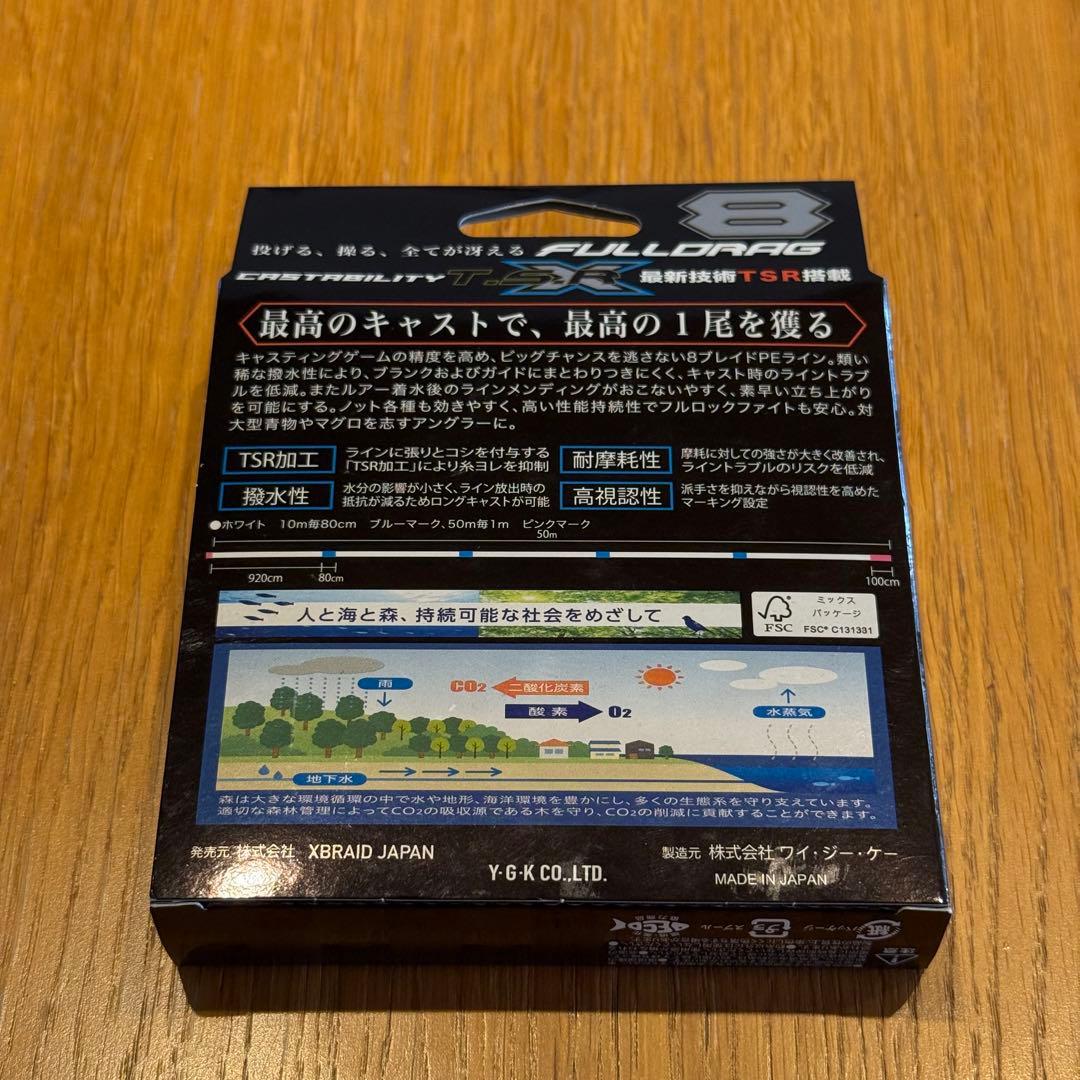 8
投げる、操る、全てが冴える FULLDRAG
CASTABILITY T.S.R X 最新技術TSR搭載
最高のキャストで、最高の1尾を獲る
キャスティングゲームの精度を高め、ビッグチャンスを逃さない8ブレイドPEライン。類い
稀な撥水性により、ブランクおよびガイドにまとわりつきにくく、キャスト時のライントラブ
ルを低減。またルアー着水後のラインメンディングがおこないやすく、素早い立ち上がり
を可能にする。ノット各種も効きやすく、高い性能持続性でフルロックファイトも安心。対
大型青物やマグロを志すアングラーに。
TSR加工 ラインに張りとコシを付与する
「TSR加工」により糸ヨレを抑制
耐摩耗性 摩耗に対しての強さが大きく改善され、
ライントラブルのリスクを低減
撥水性 水分の影響が小さく、ライン放出時の
抵抗が減るためロングキャストが可能
高視認性 派手さを抑えながら視認性を高めた
マーキング設定
●ホワイト 10m毎80cm ブルーマーク、50m毎1m ピンクマーク
50m
920cm 80cm 100cm
人と海と森、持続可能な社会をめざして
FSC
ミックス
パッケージ
FSC® C131331
雨
CO2 二酸化炭素
酸素 O2
水蒸気
地下水
森は大きな環境循環の中で水や地形、海洋環境を豊かにし、多くの生態系を守り支えています。
適切な森林管理によってCO2の吸収源である木を守り、CO2の削減に貢献することができます。
発売元 株式会社 XBRAID JAPAN
製造元 株式会社 ワイ・ジー・ケー
Y·G·K CO.,LTD.
MADE IN JAPAN
紙 パッケージ
スプール
ECO
注意